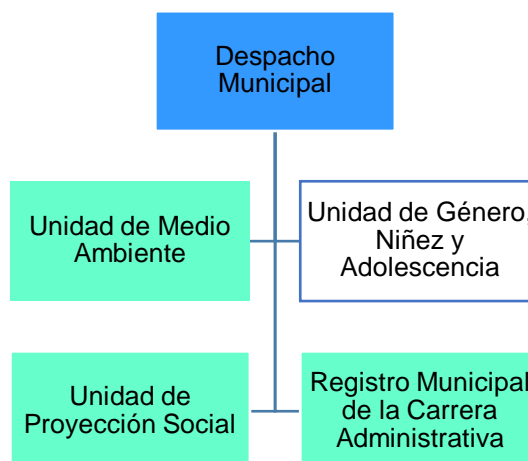 Despacho
Municipal
Unidad de Medio
Ambiente
Unidad de Género,
Niñez y
Adolescencia
Unidad de
Proyección Social
Registro Municipal
de la Carrera
Administrativa